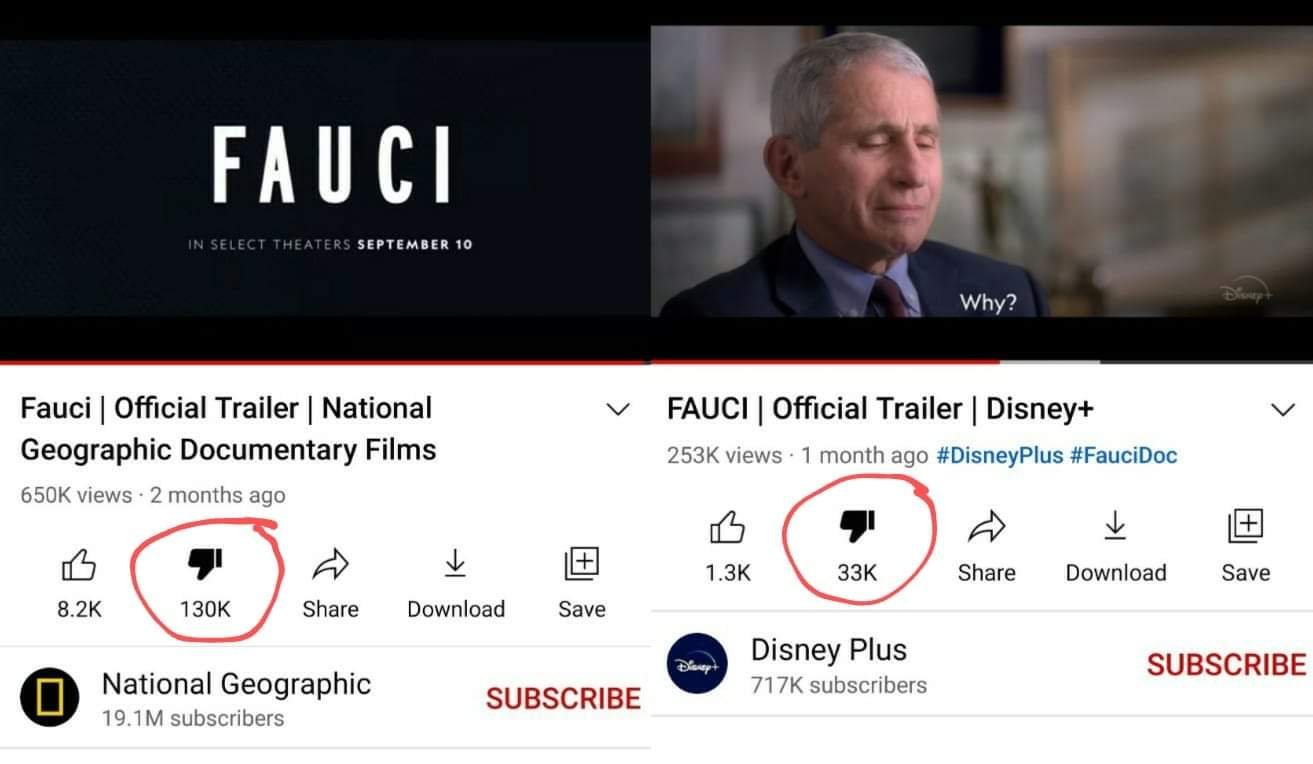 FAUCI
IN SELECT THEATERS SEPTEMBER 10
Fauci | Official Trailer | National
Geographic Documentary Films
650K views · 2 months ago
8.2K
130K
Share
Download
Save
National Geographic
19.1M subscribers
SUBSCRIBE
Why?
Disney+
FAUCI | Official Trailer | Disney+
253K views · 1 month ago #DisneyPlus #FauciDoc
1.3K
33K
Share
Download
Save
Disney+
Disney Plus
717K subscribers
SUBSCRIBE